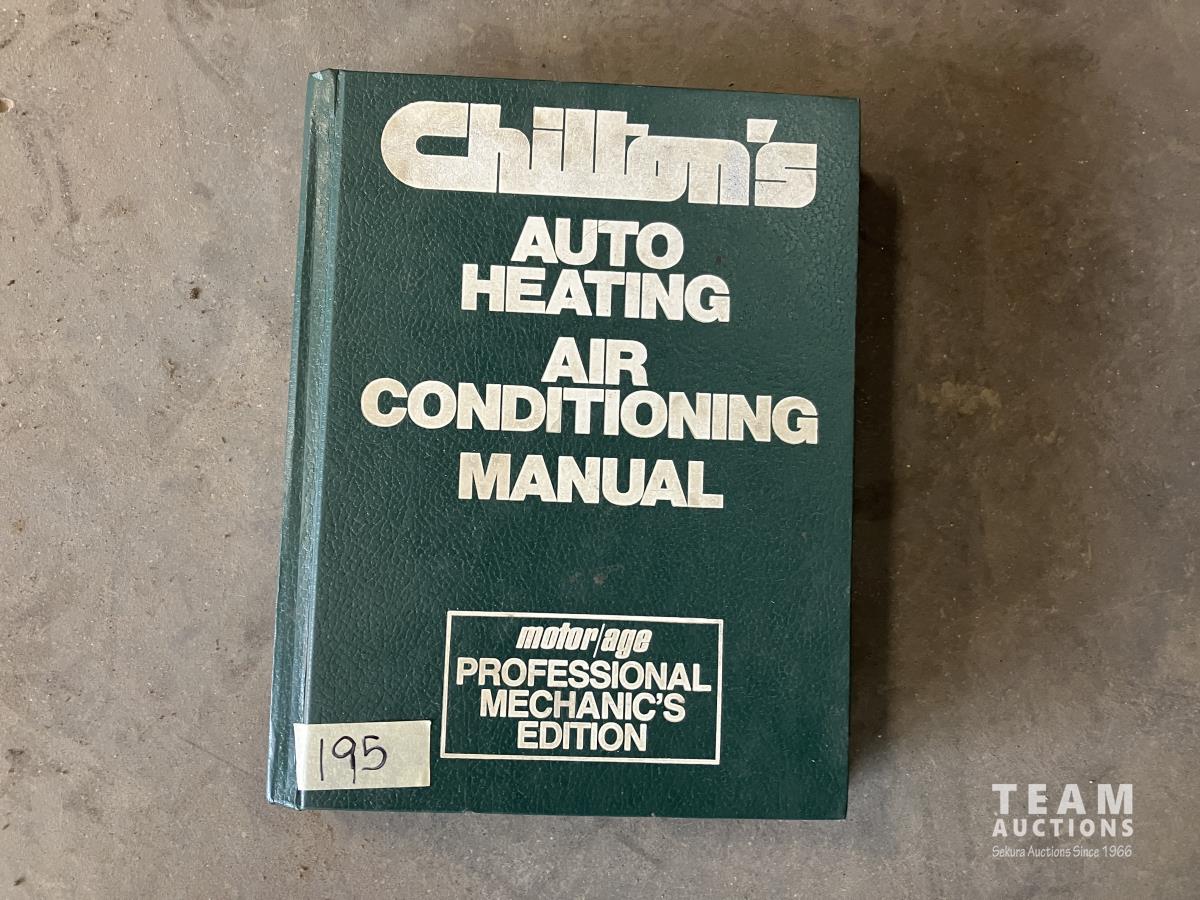 Chilton's
AUTO
HEATING
AIR
CONDITIONING
MANUAL
motor/age
PROFESSIONAL
MECHANIC'S
EDITION
195
TEAM
AUCTIONS
Sekura Auctions Since 1966